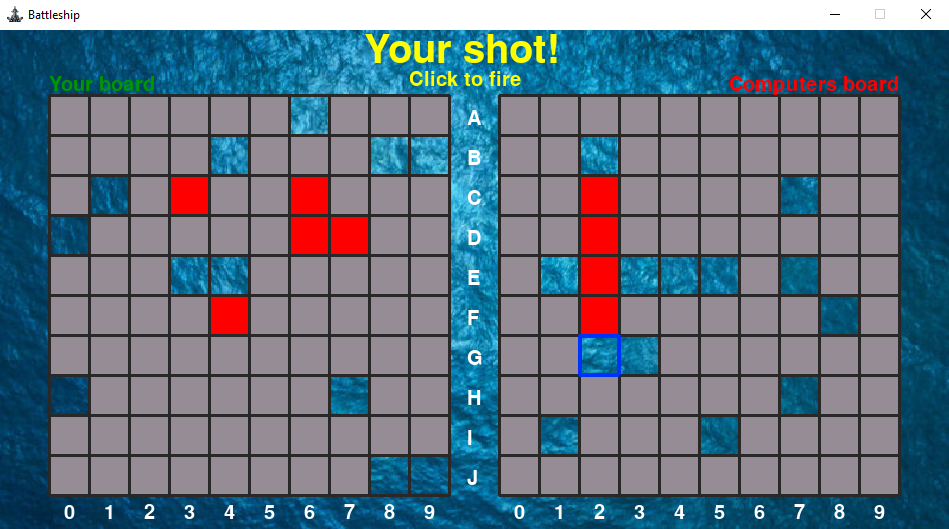 Battleship
Your shot!
Click to fire
Your board
Computers board
A
B
C
D
E
F
G
H
I
J
0 1 2 3 4 5 6 7 8 9 0 1 2 3 4 5 6 7 8 9